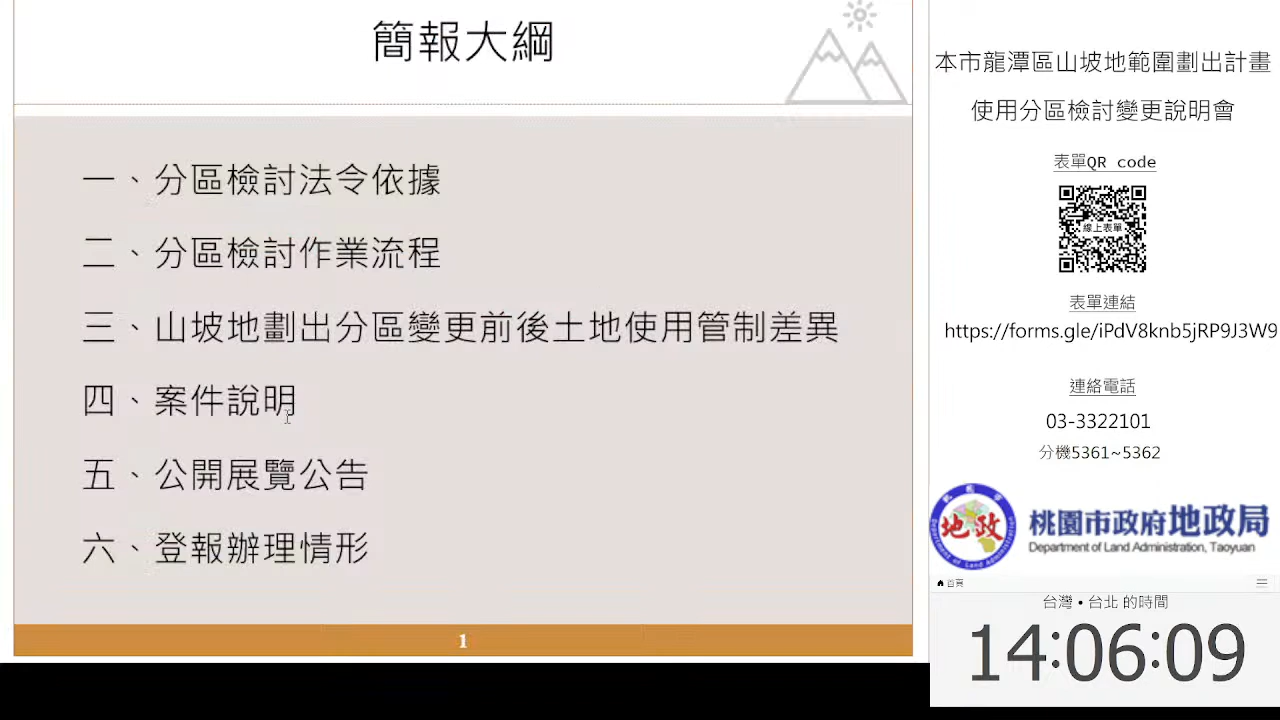 簡報大綱
一、分區檢討法令依據
二、分區檢討作業流程
三、山坡地劃出分區變更前後土地使用管制差異
四、案件說明
五、公開展覽公告
六、登報辦理情形
1
本市龍潭區山坡地範圍劃出計畫
使用分區檢討變更說明會
表單QR code
線上表單
表單連結
https://forms.gle/iPdV8knb5jRP9J3W9
連絡電話
03-3322101
分機5361~5362
地政
桃園市政府地政局
Department of Land Administration, Taoyuan
首頁
台灣 • 台北 的時間
14:06:09